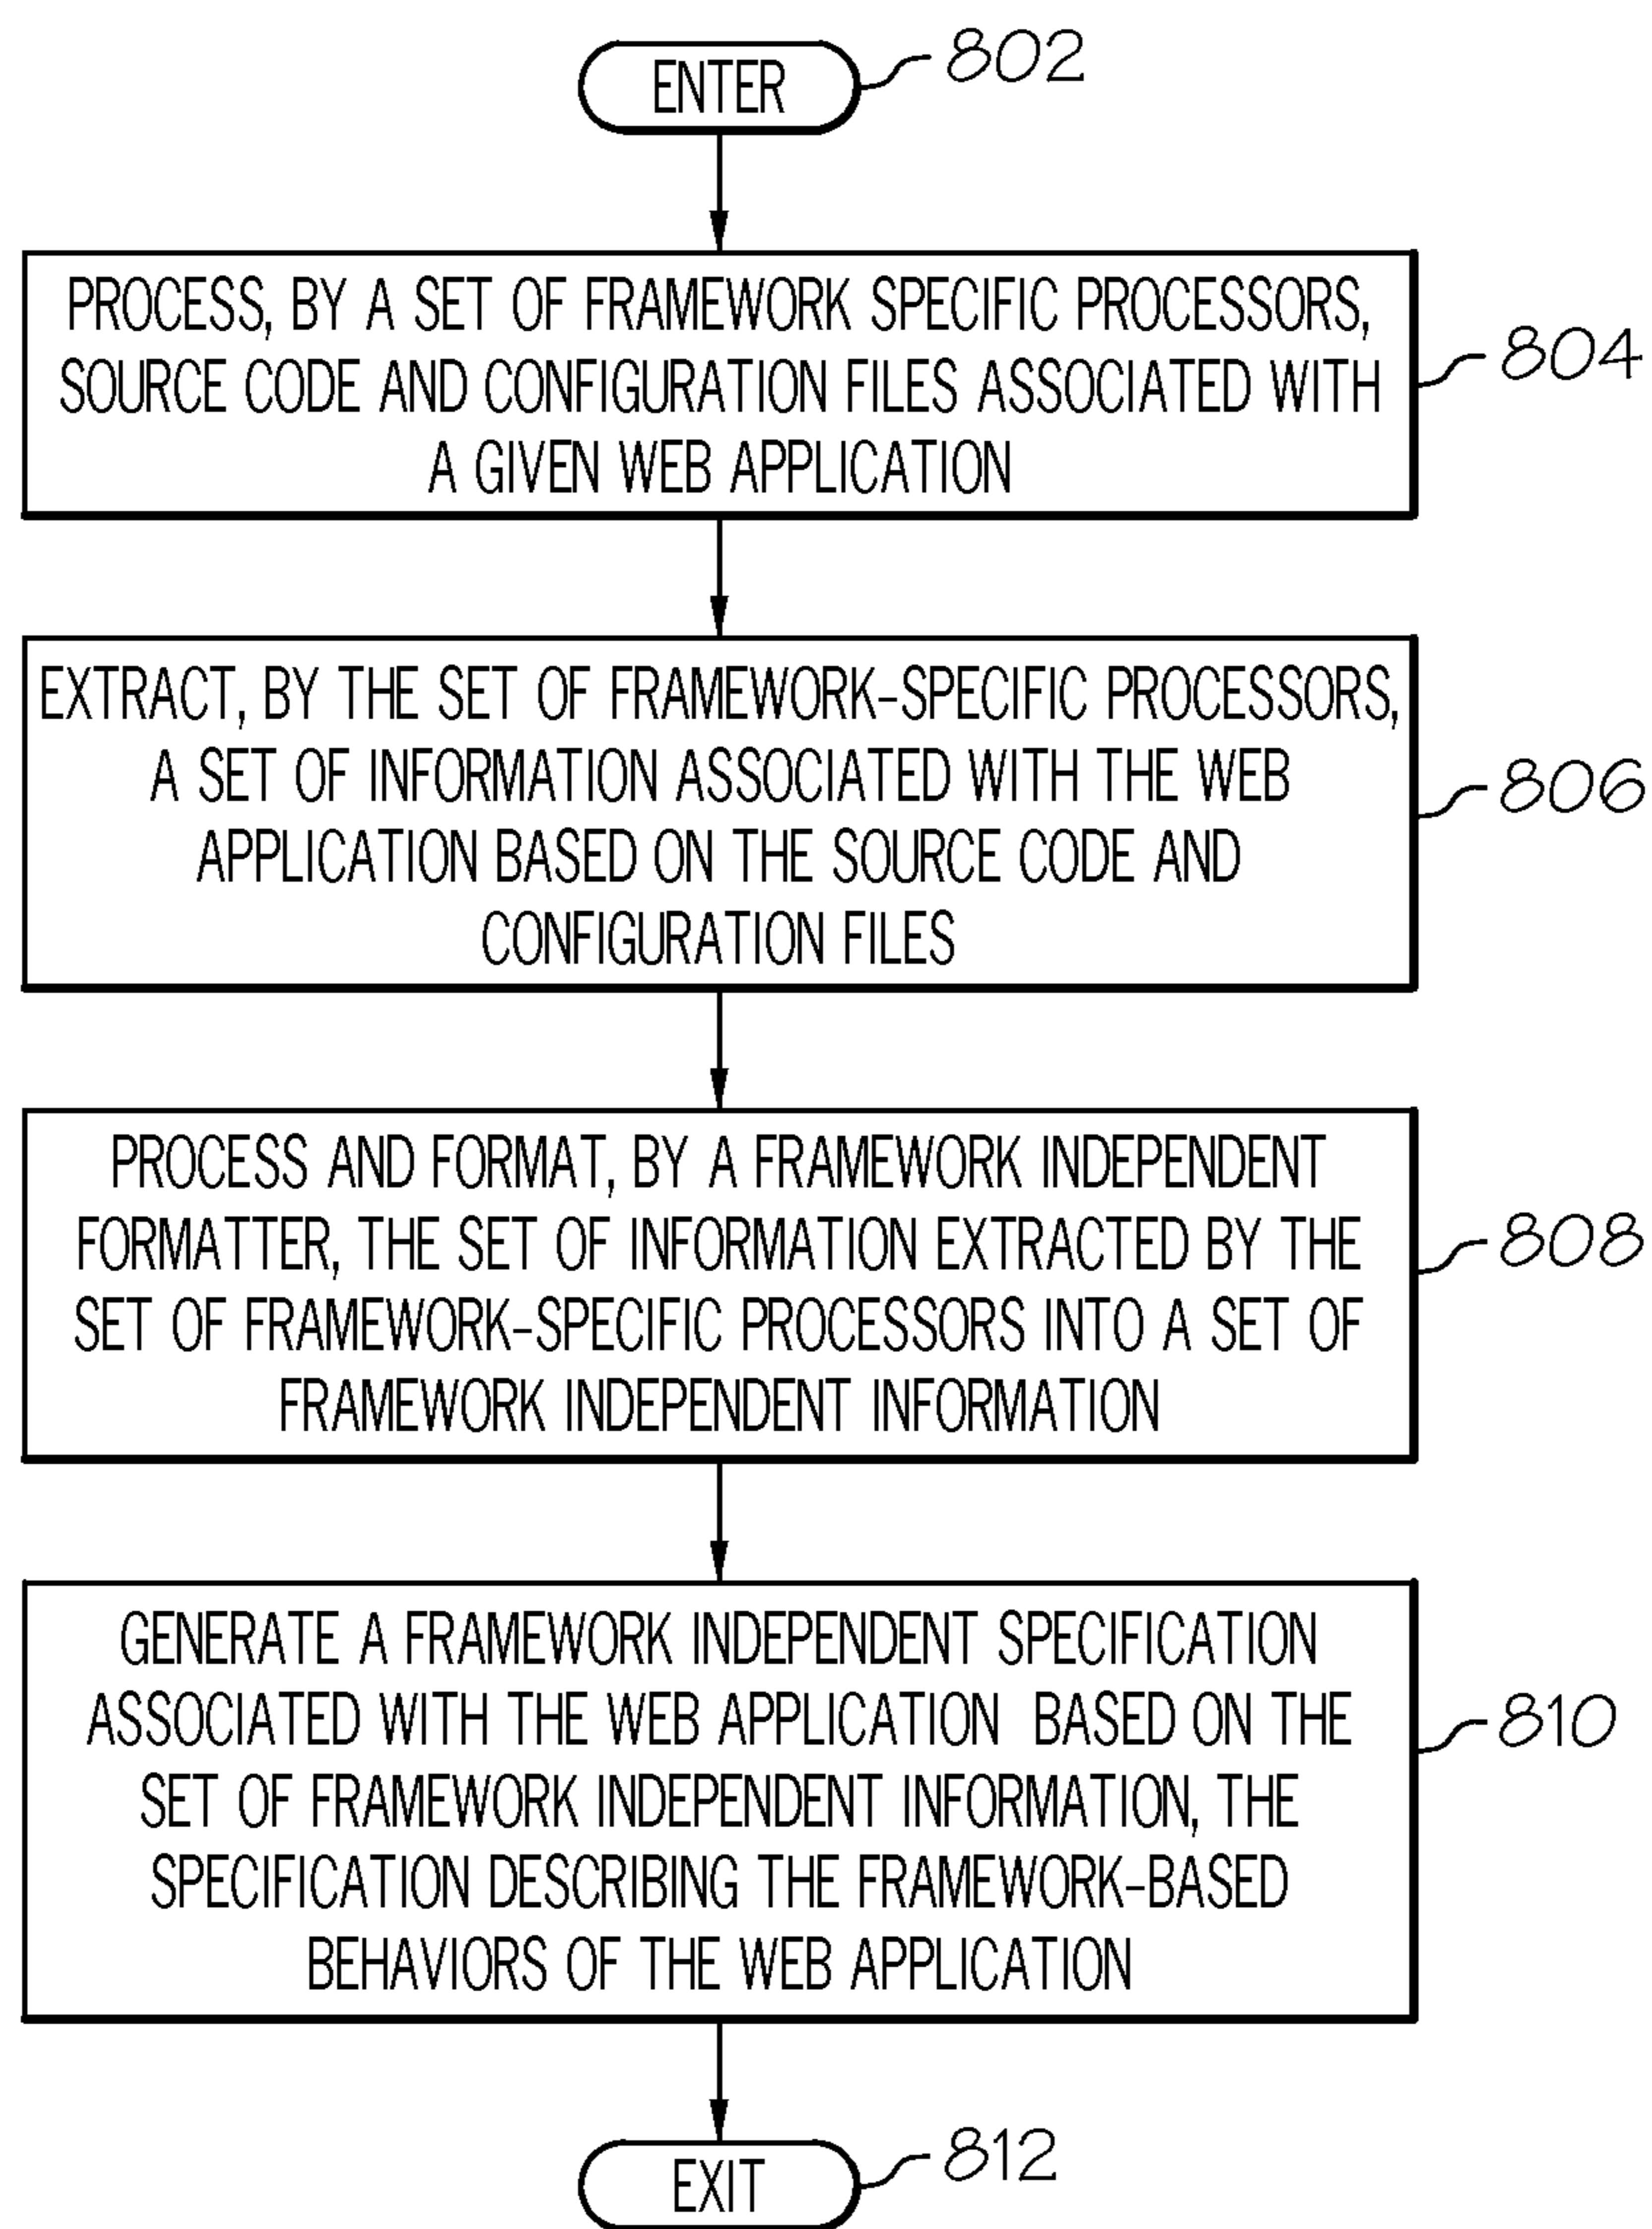 ENTER
802
PROCESS, BY A SET OF FRAMEWORK SPECIFIC PROCESSORS,
SOURCE CODE AND CONFIGURATION FILES ASSOCIATED WITH
A GIVEN WEB APPLICATION
804
EXTRACT, BY THE SET OF FRAMEWORK-SPECIFIC PROCESSORS,
A SET OF INFORMATION ASSOCIATED WITH THE WEB
APPLICATION BASED ON THE SOURCE CODE AND
CONFIGURATION FILES
806
PROCESS AND FORMAT, BY A FRAMEWORK INDEPENDENT
FORMATTER, THE SET OF INFORMATION EXTRACTED BY THE
SET OF FRAMEWORK-SPECIFIC PROCESSORS INTO A SET OF
FRAMEWORK INDEPENDENT INFORMATION
808
GENERATE A FRAMEWORK INDEPENDENT SPECIFICATION
ASSOCIATED WITH THE WEB APPLICATION BASED ON THE
SET OF FRAMEWORK INDEPENDENT INFORMATION, THE
SPECIFICATION DESCRIBING THE FRAMEWORK-BASED
BEHAVIORS OF THE WEB APPLICATION
810
EXIT
812